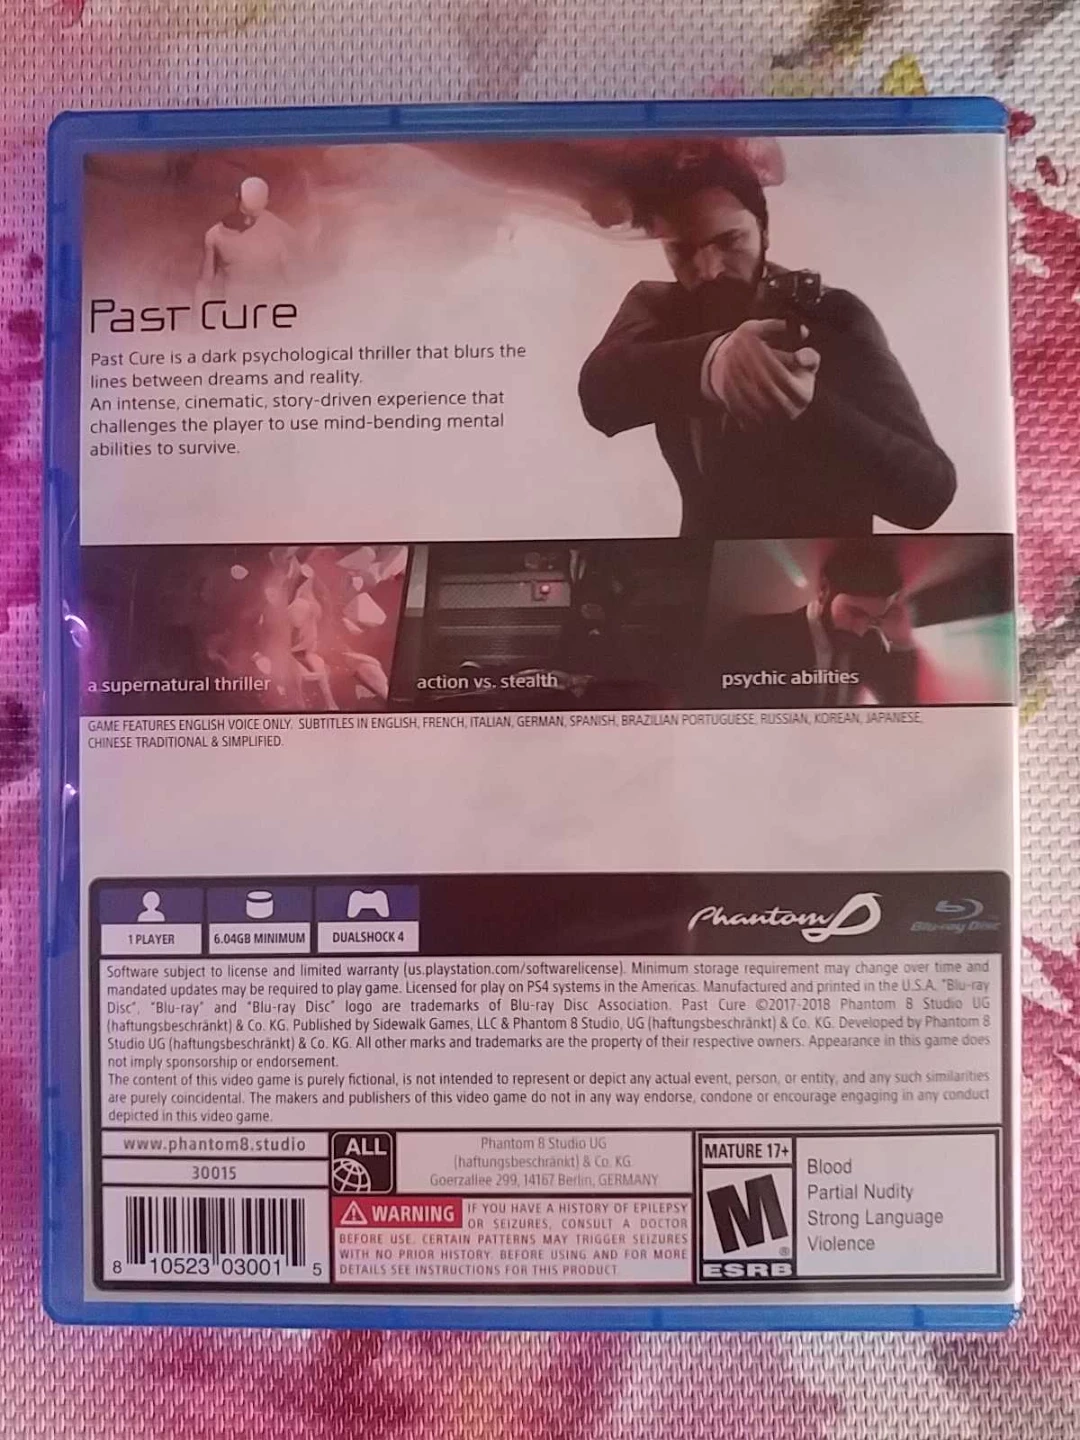 Past Cure
Past Cure is a dark psychological thriller that blurs the
lines between dreams and reality.
An intense, cinematic, story-driven experience that
challenges the player to use mind-bending mental
abilities to survive.
a supernatural thriller
action vs. stealth
psychic abilities
GAME FEATURES ENGLISH VOICE ONLY. SUBTITLES IN ENGLISH, FRENCH, ITALIAN, GERMAN, SPANISH, BRAZILIAN PORTUGUESE, RUSSIAN, KOREAN, JAPANESE,
CHINESE TRADITIONAL & SIMPLIFIED.
1 PLAYER
6.04GB MINIMUM
DUALSHOCK 4
Phantom 8
Blu-ray Disc
Software subject to license and limited warranty (us.playstation.com/softwarelicense). Minimum storage requirement may change over time and
mandated updates may be required to play game. Licensed for play on PS4 systems in the Americas. Manufactured and printed in the U.S.A. "Blu-ray
Disc", "Blu-ray" and "Blu-ray Disc" logo are trademarks of Blu-ray Disc Association. Past Cure ©2017-2018 Phantom 8 Studio UG
(haftungsbeschränkt) & Co. KG. Published by Sidewalk Games, LLC & Phantom 8 Studio, UG (haftungsbeschränkt) & Co. KG. Developed by Phantom 8
Studio UG (haftungsbeschränkt) & Co. KG. All other marks and trademarks are the property of their respective owners. Appearance in this game does
not imply sponsorship or endorsement.
The content of this video game is purely fictional, is not intended to represent or depict any actual event, person, or entity, and any such similarities
are purely coincidental. The makers and publishers of this video game do not in any way endorse, condone or encourage engaging in any conduct
depicted in this video game.
www.phantom8.studio
30015
8 10523 03001 5
ALL
Phantom 8 Studio UG
(haftungsbeschränkt) & Co. KG
Goerzallee 299, 14167 Berlin, GERMANY
WARNING IF YOU HAVE A HISTORY OF EPILEPSY
OR SEIZURES, CONSULT A DOCTOR
BEFORE USE. CERTAIN PATTERNS MAY TRIGGER SEIZURES
WITH NO PRIOR HISTORY. BEFORE USING AND FOR MORE
DETAILS SEE INSTRUCTIONS FOR THIS PRODUCT.
MATURE 17+
M
®
ESRB
Blood
Partial Nudity
Strong Language
Violence